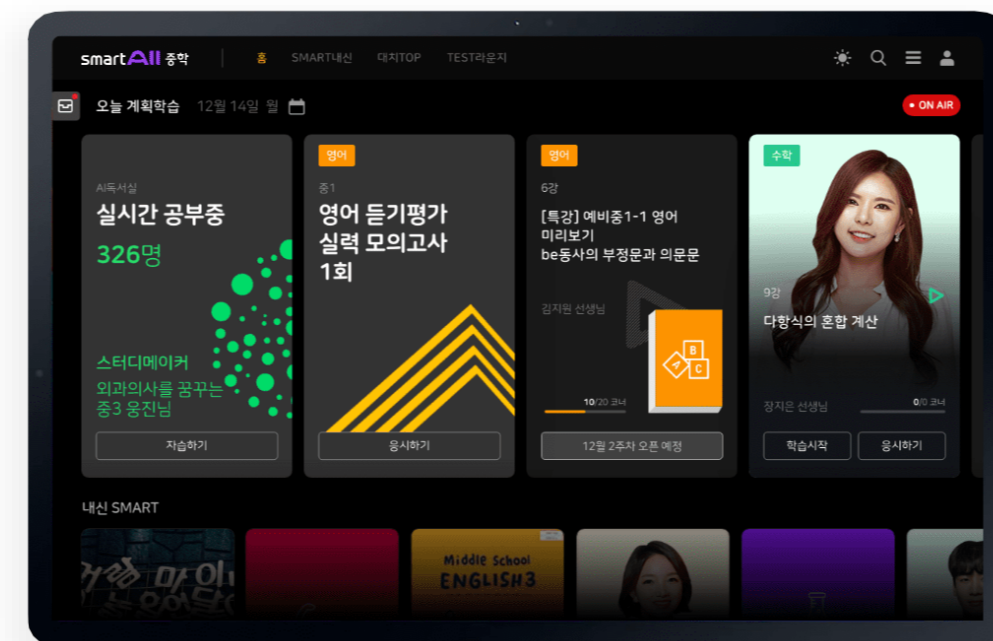 smartAll 중학
홈
SMART내신
대치TOP
TEST라운지
오늘 계획학습
12월 14일 월
• ON AIR
AI독서실
실시간 공부중
326명
스터디메이커
외과의사를 꿈꾸는
중3 웅진님
자습하기
영어
중1
영어 듣기평가
실력 모의고사
1회
응시하기
영어
6강
[특강] 예비중1-1 영어
미리보기
be동사의 부정문과 의문문
김지원 선생님
A
B
C
10/20 코너
12월 2주차 오픈 예정
수학
9강
다항식의 혼합 계산
장지은 선생님
0/0 코너
학습시작
응시하기
내신 SMART
Middle School
ENGLISH3